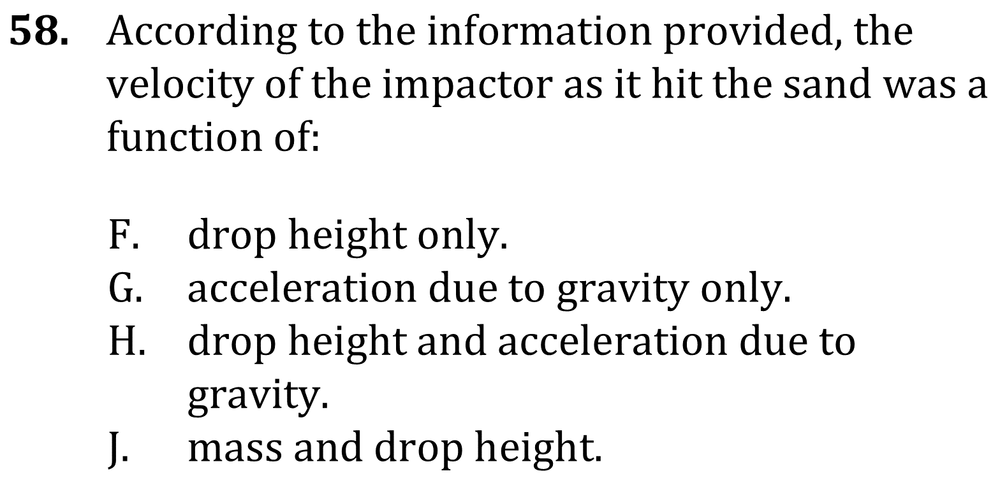 58. According to the information provided, the
velocity of the impactor as it hit the sand was a
function of:
F. drop height only.
G. acceleration due to gravity only.
H. drop height and acceleration due to
gravity.
J. mass and drop height.